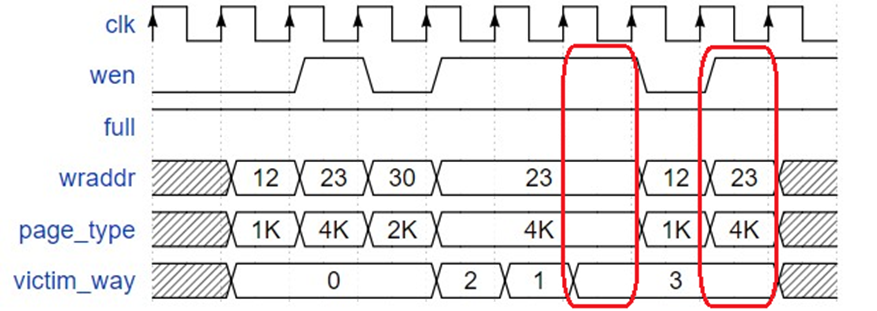 clk
wen
full
wraddr 12 23 30 23 12 23
page_type 1K 4K 2K 4K 1K 4K
victim_way 0 2 1 3